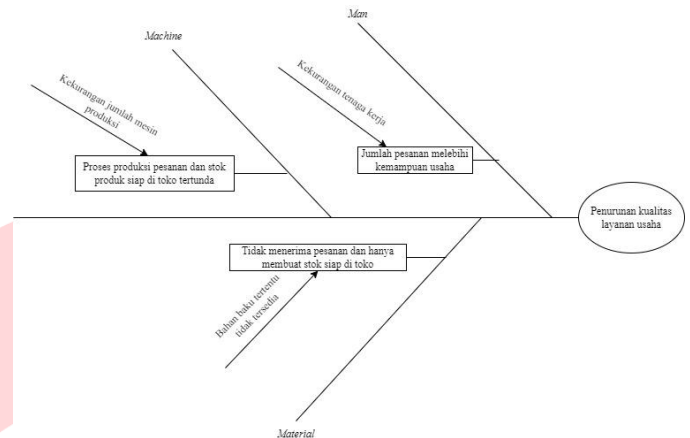 Man
Machine
Kekurangan jumlah mesin
produksi
Kekurangan tenaga kerja
Proses produksi pesanan dan stok
produk siap di toko tertunda
Jumlah pesanan melebihi
kemampuan usaha
Penurunan kualitas
layanan usaha
Tidak menerima pesanan dan hanya
membuat stok siap di toko
Bahan baku tertentu
tidak tersedia
Material